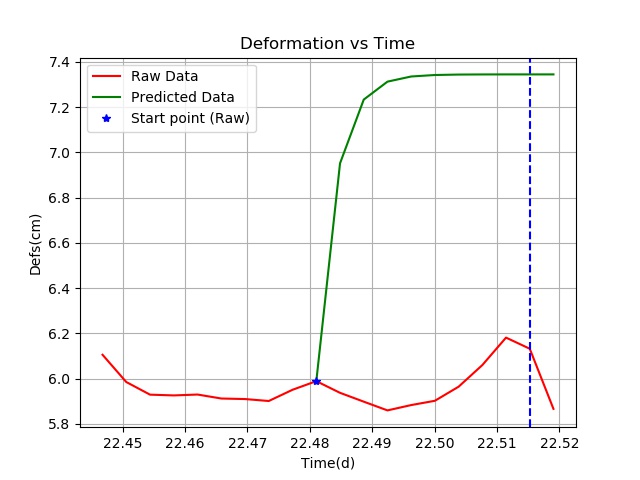 Deformation vs Time
Raw Data
Predicted Data
Start point (Raw)
Defs(cm)
7.4
7.2
7.0
6.8
6.6
6.4
6.2
6.0
5.8
22.45 22.46 22.47 22.48 22.49 22.50 22.51 22.52
Time(d)